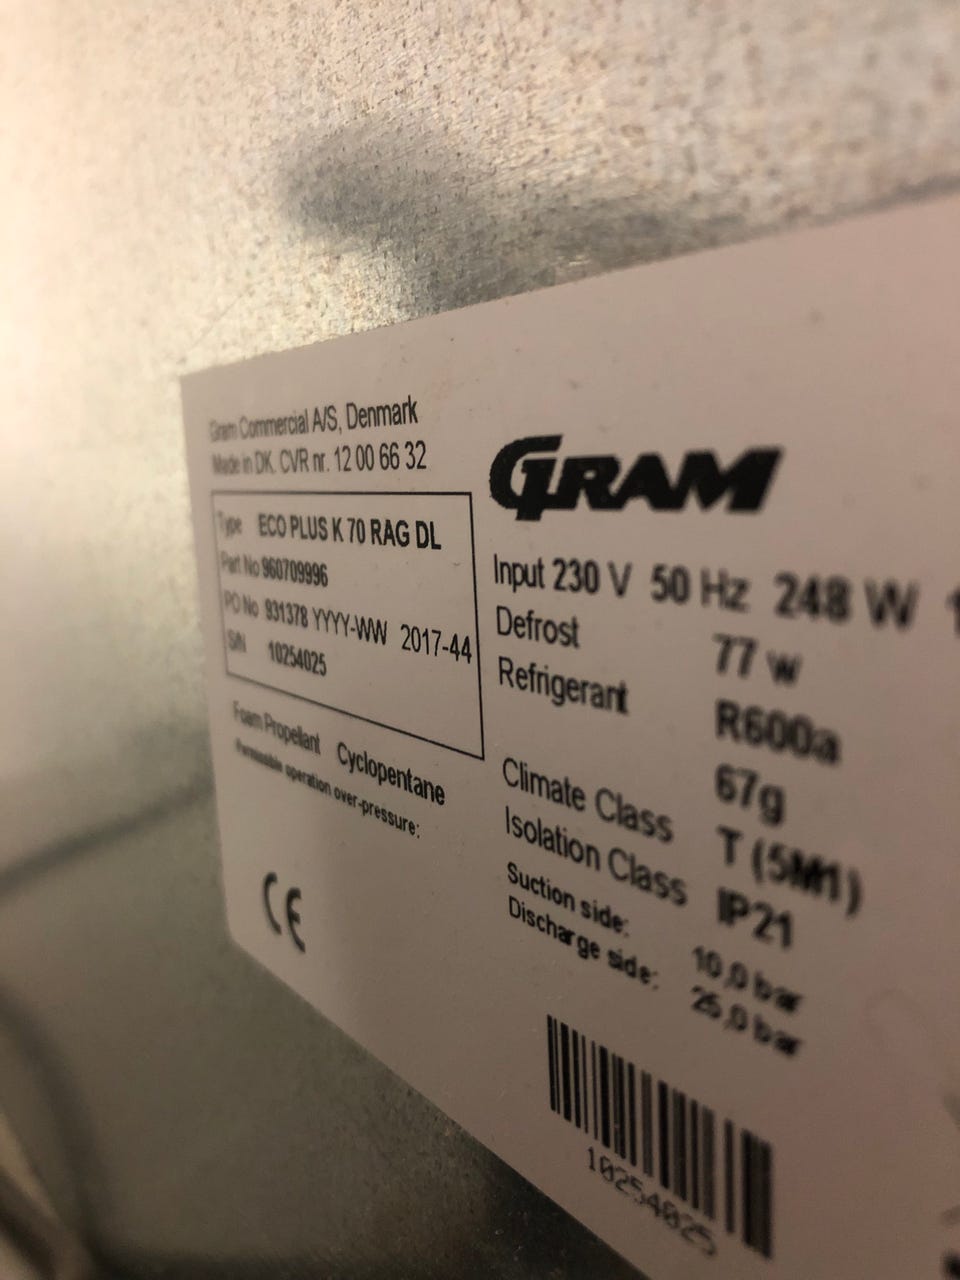 Gram Commercial A/S, Denmark
Made in DK. CVR nr. 12 00 66 32
GRAM
Type ECO PLUS K 70 RAG DL
Part No 960709996
PO No 931378 YYYY-WW 2017-44
S/N 10254025
Input 230 V 50 Hz 248 W
Defrost 77 w
Refrigerant R600a
67g
Climate Class T (5M1)
Isolation Class IP21
Foam Propellant Cyclopentane
Permissible operation over-pressure:
Suction side: 10,0 bar
Discharge side: 25,0 bar
CE
10254025